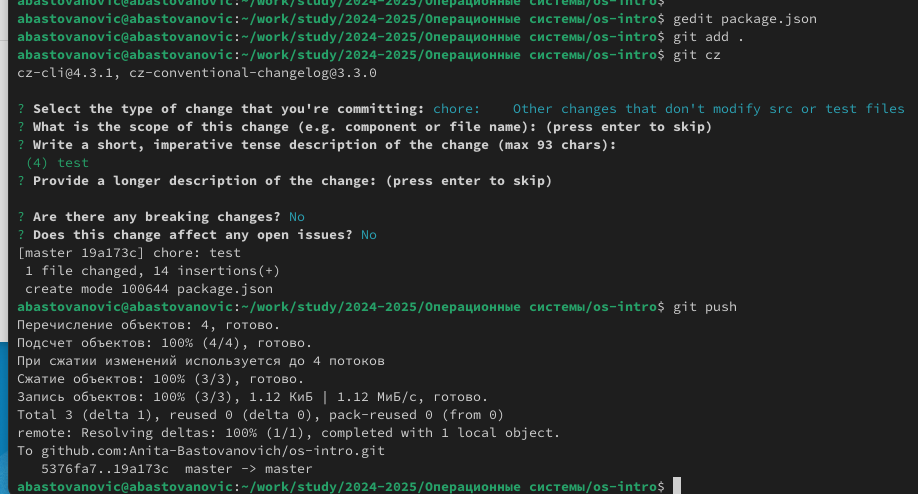 abastovanovic@abastovanovic:~/work/study/2024-2025/Операционные системы/os-intro$
abastovanovic@abastovanovic:~/work/study/2024-2025/Операционные системы/os-intro$ gedit package.json
abastovanovic@abastovanovic:~/work/study/2024-2025/Операционные системы/os-intro$ git add .
abastovanovic@abastovanovic:~/work/study/2024-2025/Операционные системы/os-intro$ git cz
cz-cli@4.3.1, cz-conventional-changelog@3.3.0
? Select the type of change that you're committing: chore:    Other changes that don't modify src or test files
? What is the scope of this change (e.g. component or file name): (press enter to skip)
? Write a short, imperative tense description of the change (max 93 chars):
 (4) test
? Provide a longer description of the change: (press enter to skip)
? Are there any breaking changes? No
? Does this change affect any open issues? No
[master 19a173c] chore: test
 1 file changed, 14 insertions(+)
 create mode 100644 package.json
abastovanovic@abastovanovic:~/work/study/2024-2025/Операционные системы/os-intro$ git push
Перечисление объектов: 4, готово.
Подсчет объектов: 100% (4/4), готово.
При сжатии изменений используется до 4 потоков
Сжатие объектов: 100% (3/3), готово.
Запись объектов: 100% (3/3), 1.12 КиБ | 1.12 МиБ/с, готово.
Total 3 (delta 1), reused 0 (delta 0), pack-reused 0 (from 0)
remote: Resolving deltas: 100% (1/1), completed with 1 local object.
To github.com:Anita-Bastovanovich/os-intro.git
   5376fa7..19a173c  master -> master
abastovanovic@abastovanovic:~/work/study/2024-2025/Операционные системы/os-intro$